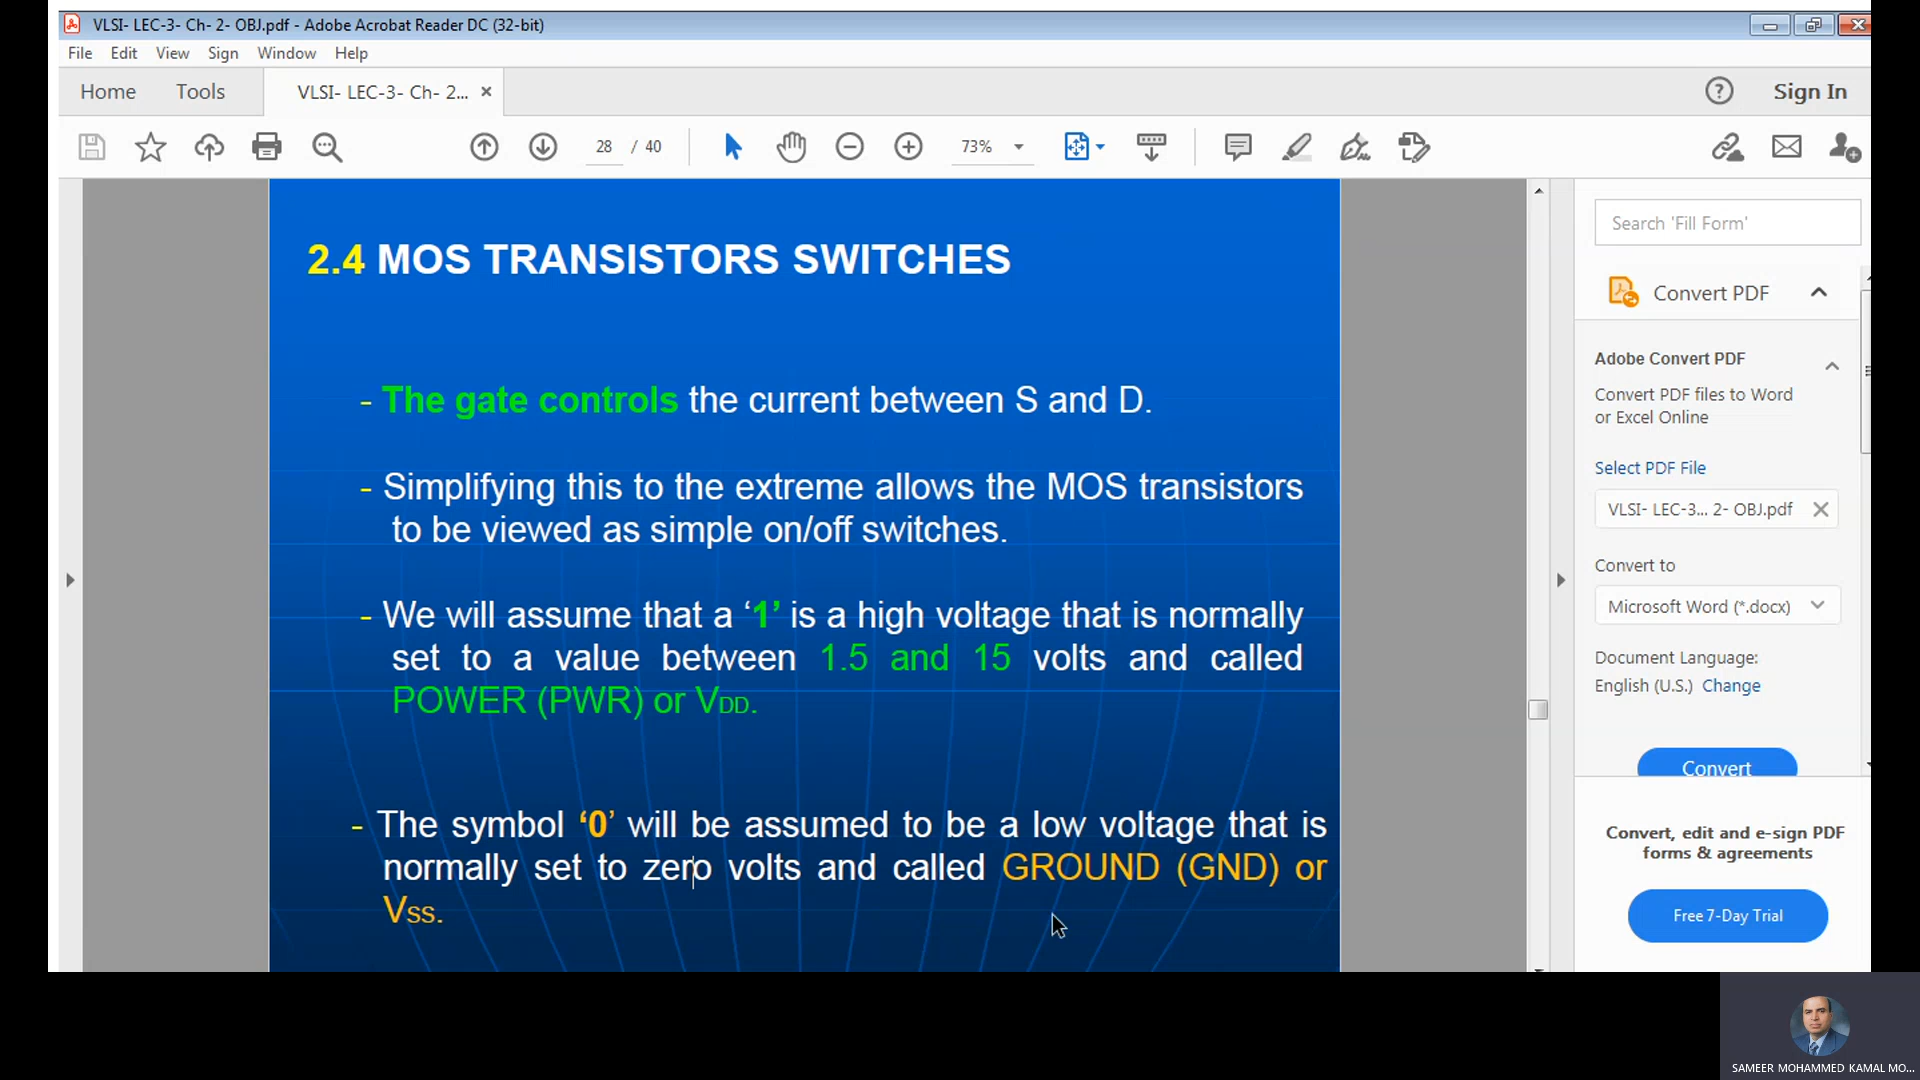 VLSI- LEC-3- Ch- 2- OBJ.pdf - Adobe Acrobat Reader DC (32-bit)
File Edit View Sign Window Help
Home Tools VLSI- LEC-3- Ch- 2... Sign In
28 / 40 73%
2.4 MOS TRANSISTORS SWITCHES
- The gate controls the current between S and D.
- Simplifying this to the extreme allows the MOS transistors
to be viewed as simple on/off switches.
- We will assume that a ‘1’ is a high voltage that is normally
set to a value between 1.5 and 15 volts and called
POWER (PWR) or VDD.
- The symbol ‘0’ will be assumed to be a low voltage that is
normally set to zero volts and called GROUND (GND) or
VSS.
Search 'Fill Form'
Convert PDF
Adobe Convert PDF
Convert PDF files to Word
or Excel Online
Select PDF File
VLSI- LEC-3... 2- OBJ.pdf
Convert to
Microsoft Word (*.docx)
Document Language:
English (U.S.) Change
Convert
Convert, edit and e-sign PDF
forms & agreements
Free 7-Day Trial
SAMEER MOHAMMED KAMAL MO...